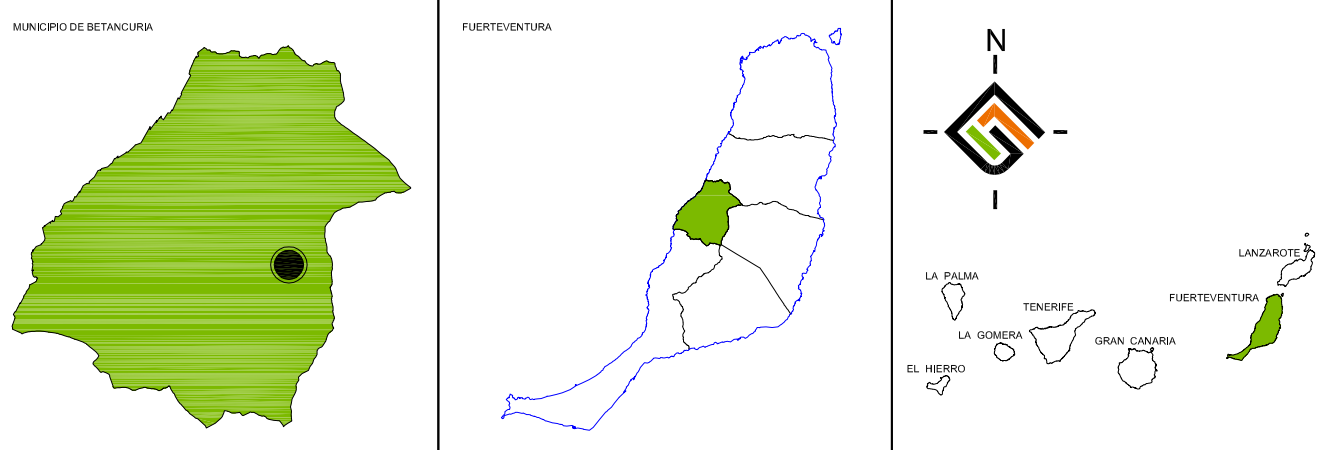 MUNICIPIO DE BETANCURIA
FUERTEVENTURA
N
LANZAROTE
LA PALMA
FUERTEVENTURA
TENERIFE
LA GOMERA
GRAN CANARIA
EL HIERRO